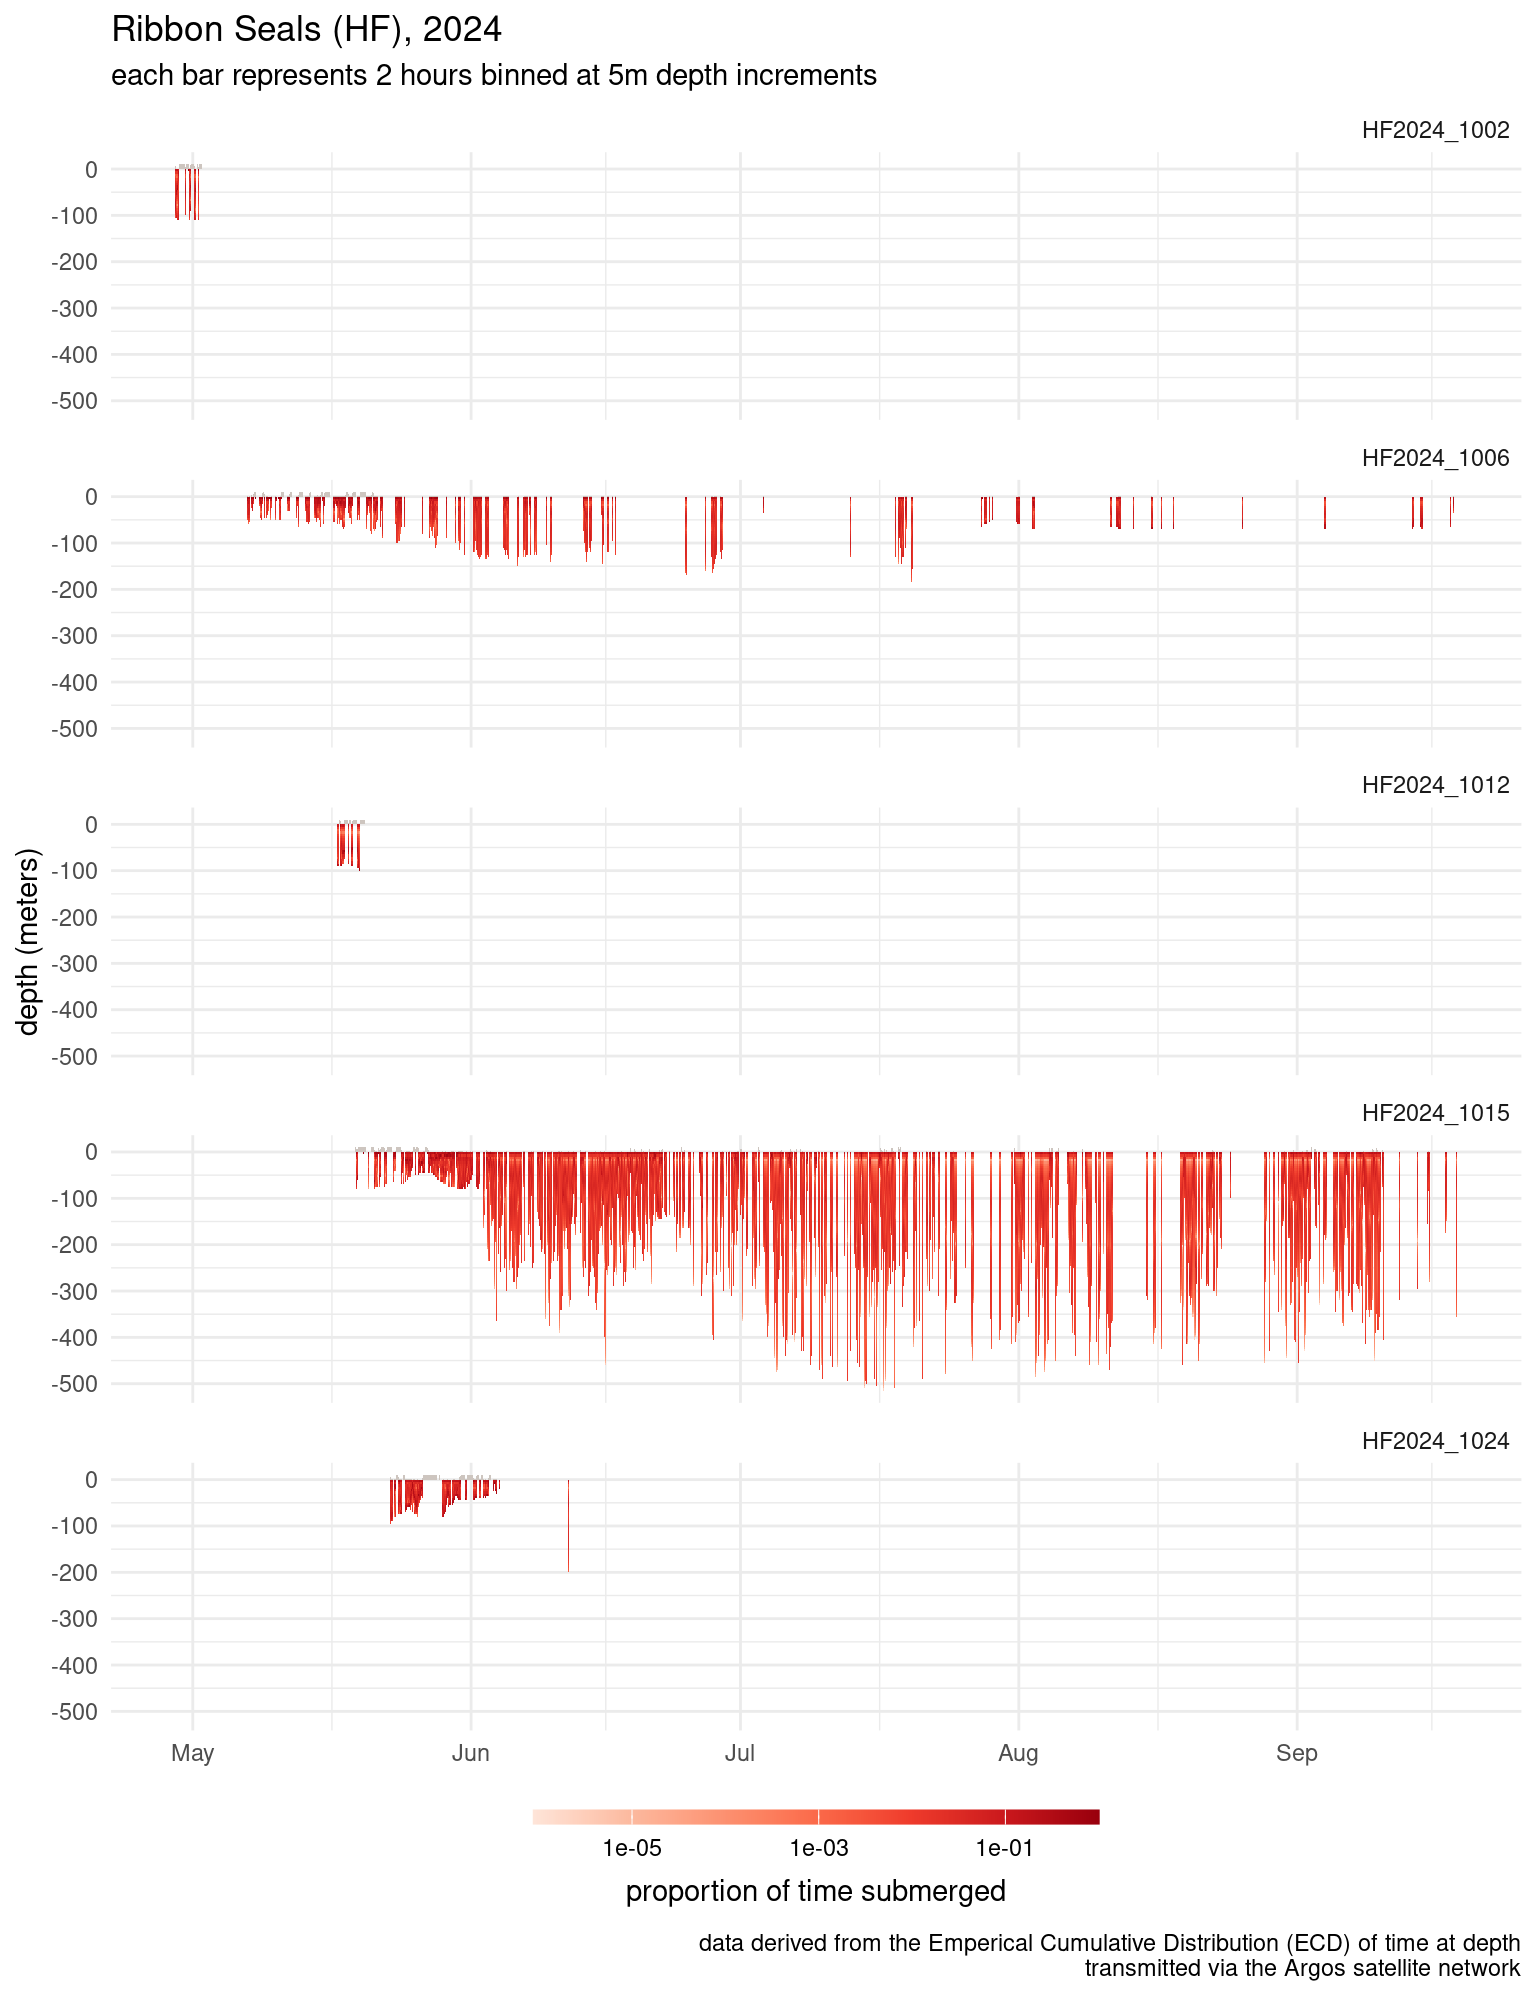 Ribbon Seals (HF), 2024
each bar represents 2 hours binned at 5m depth increments
HF2024_1002
0
-100
-200
-300
-400
-500
HF2024_1006
0
-100
-200
-300
-400
-500
HF2024_1012
0
-100
-200
-300
-400
-500
depth (meters)
HF2024_1015
0
-100
-200
-300
-400
-500
HF2024_1024
0
-100
-200
-300
-400
-500
May Jun Jul Aug Sep
1e-05 1e-03 1e-01
proportion of time submerged
data derived from the Emperical Cumulative Distribution (ECD) of time at depth
transmitted via the Argos satellite network